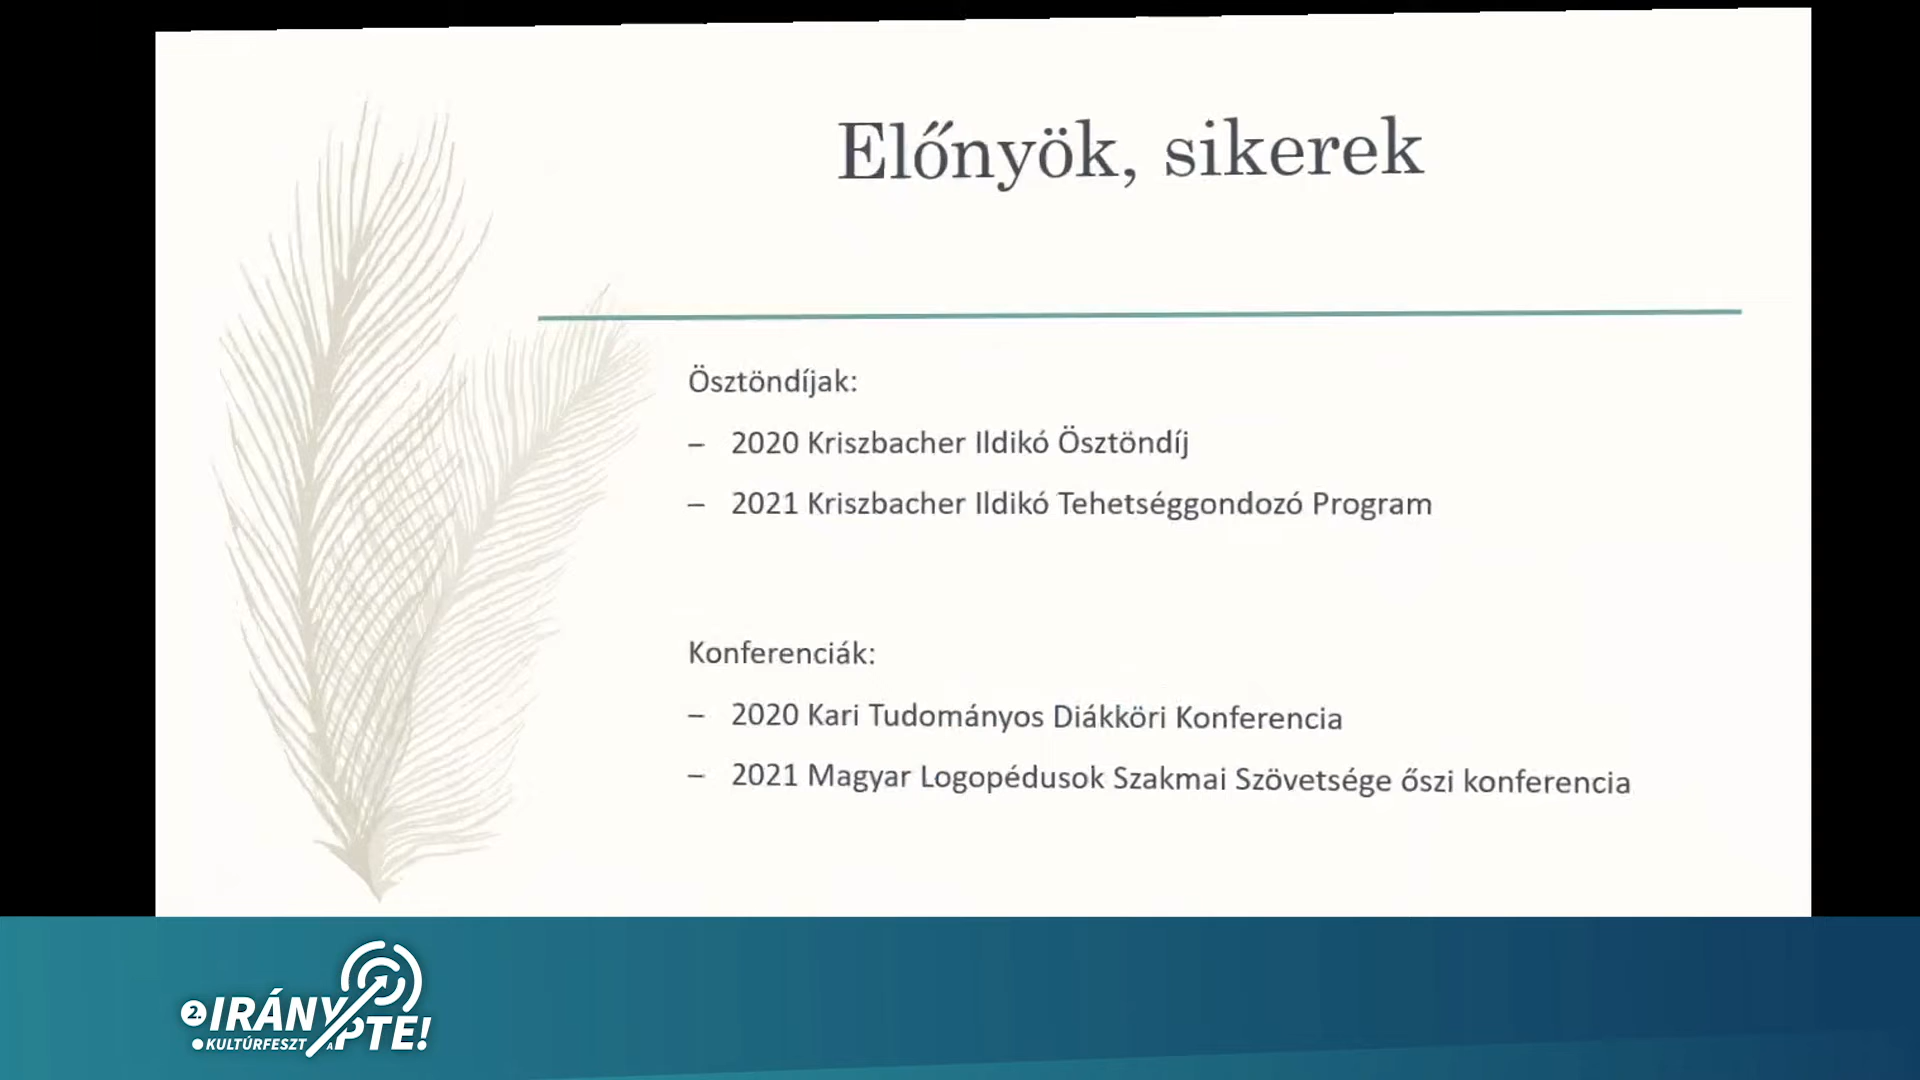 Előnyök, sikerek
Ösztöndíjak:
– 2020 Kriszbacher Ildikó Ösztöndíj
– 2021 Kriszbacher Ildikó Tehetséggondozó Program
Konferenciák:
– 2020 Kari Tudományos Diákköri Konferencia
– 2021 Magyar Logopédusok Szakmai Szövetsége őszi konferencia
2. IRÁNY
KULTÚRFESZT A PTE!